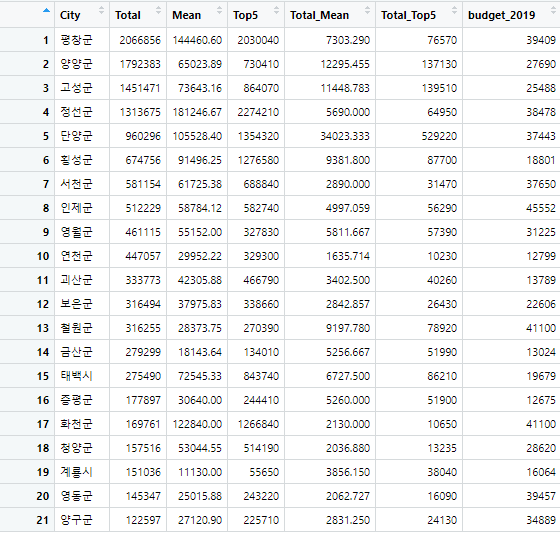 City Total Mean Top5 Total_Mean Total_Top5 budget_2019
1 평창군 2066856 144460.60 2030040 7303.290 76570 39409
2 양양군 1792383 65023.89 730410 12295.455 137130 27690
3 고성군 1451471 73643.16 864070 11448.783 139510 25488
4 정선군 1313675 181246.67 2274210 5690.000 64950 38478
5 단양군 960296 105528.40 1354320 34023.333 529220 37443
6 횡성군 674756 91496.25 1276580 9381.800 87700 18801
7 서천군 581154 61725.38 688840 2890.000 31470 37650
8 인제군 512229 58784.12 582740 4997.059 56290 45552
9 영월군 461115 55152.00 327830 5811.667 57390 31225
10 연천군 447057 29952.22 329300 1635.714 10230 12799
11 괴산군 333773 42305.88 466790 3402.500 40260 13789
12 보은군 316494 37975.83 338660 2842.857 26430 22606
13 철원군 316255 28373.75 270390 9197.780 78920 41100
14 금산군 279299 18143.64 134010 5256.667 51990 13024
15 태백시 275490 72545.33 843740 6727.500 86210 19679
16 증평군 177897 30640.00 244410 5260.000 51900 12675
17 화천군 169761 122840.00 1266840 2130.000 10650 41100
18 청양군 157516 53044.55 514190 2036.880 13235 28620
19 계룡시 151036 11130.00 55650 3856.150 38040 16064
20 영동군 145347 25015.88 243220 2062.727 16090 39457
21 양구군 122597 27120.90 225710 2831.250 24130 34889